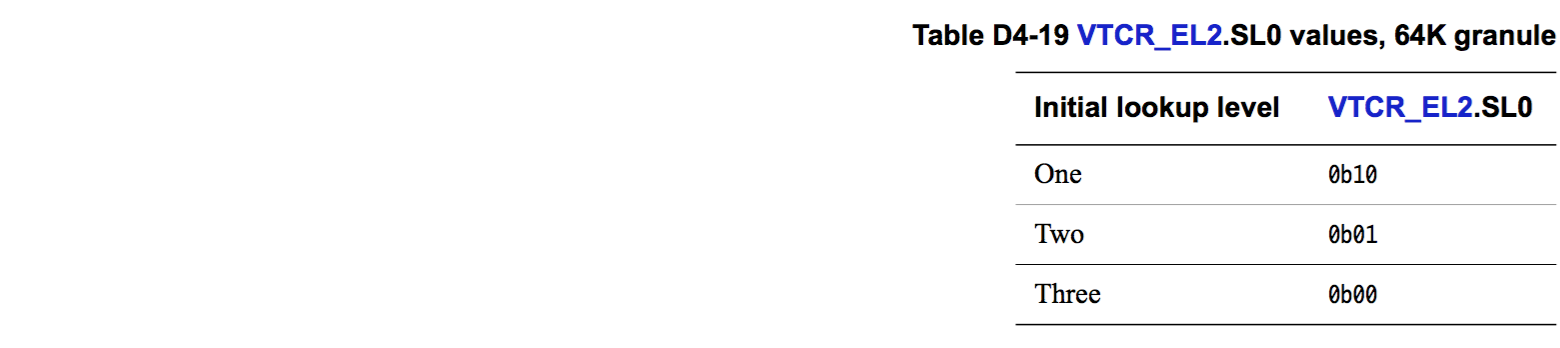 Table D4-19 VTCR_EL2.SL0 values, 64K granule
Initial lookup level VTCR_EL2.SL0
One 0b10
Two 0b01
Three 0b00